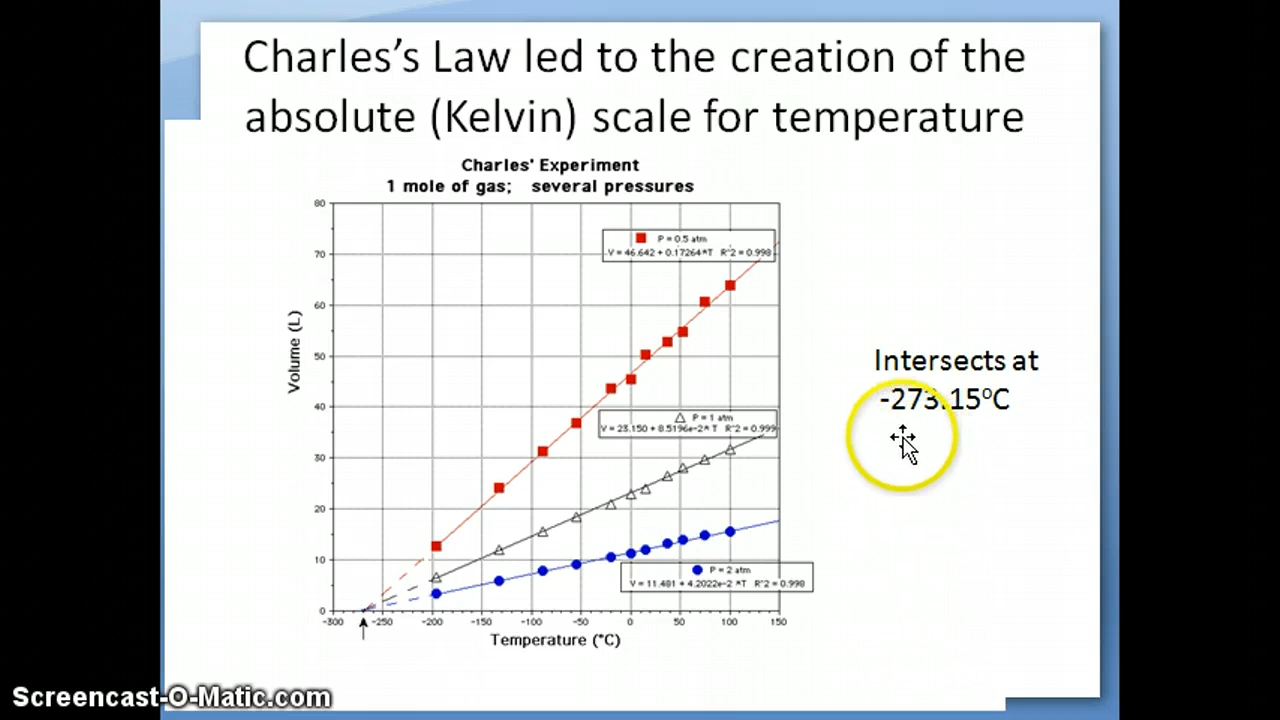 Charles’s Law led to the creation of the
absolute (Kelvin) scale for temperature
Charles' Experiment
1 mole of gas; several pressures
80
70
60
50
40
30
20
10
0
Volume (L)
P = 0.5 atm
V = 46.642 + 0.17264*T R^2 = 0.998
P = 1 atm
V = 23.150 + 8.5196e-2* T R^2 = 0.999
P = 2 atm
V = 11.481 + 4.2022e-2 *T R^2 = 0.998
-300 -250 -200 -150 -100 -50 0 50 100 150
Temperature (°C)
Intersects at
-273.15°C
Screencast-O-Matic.com